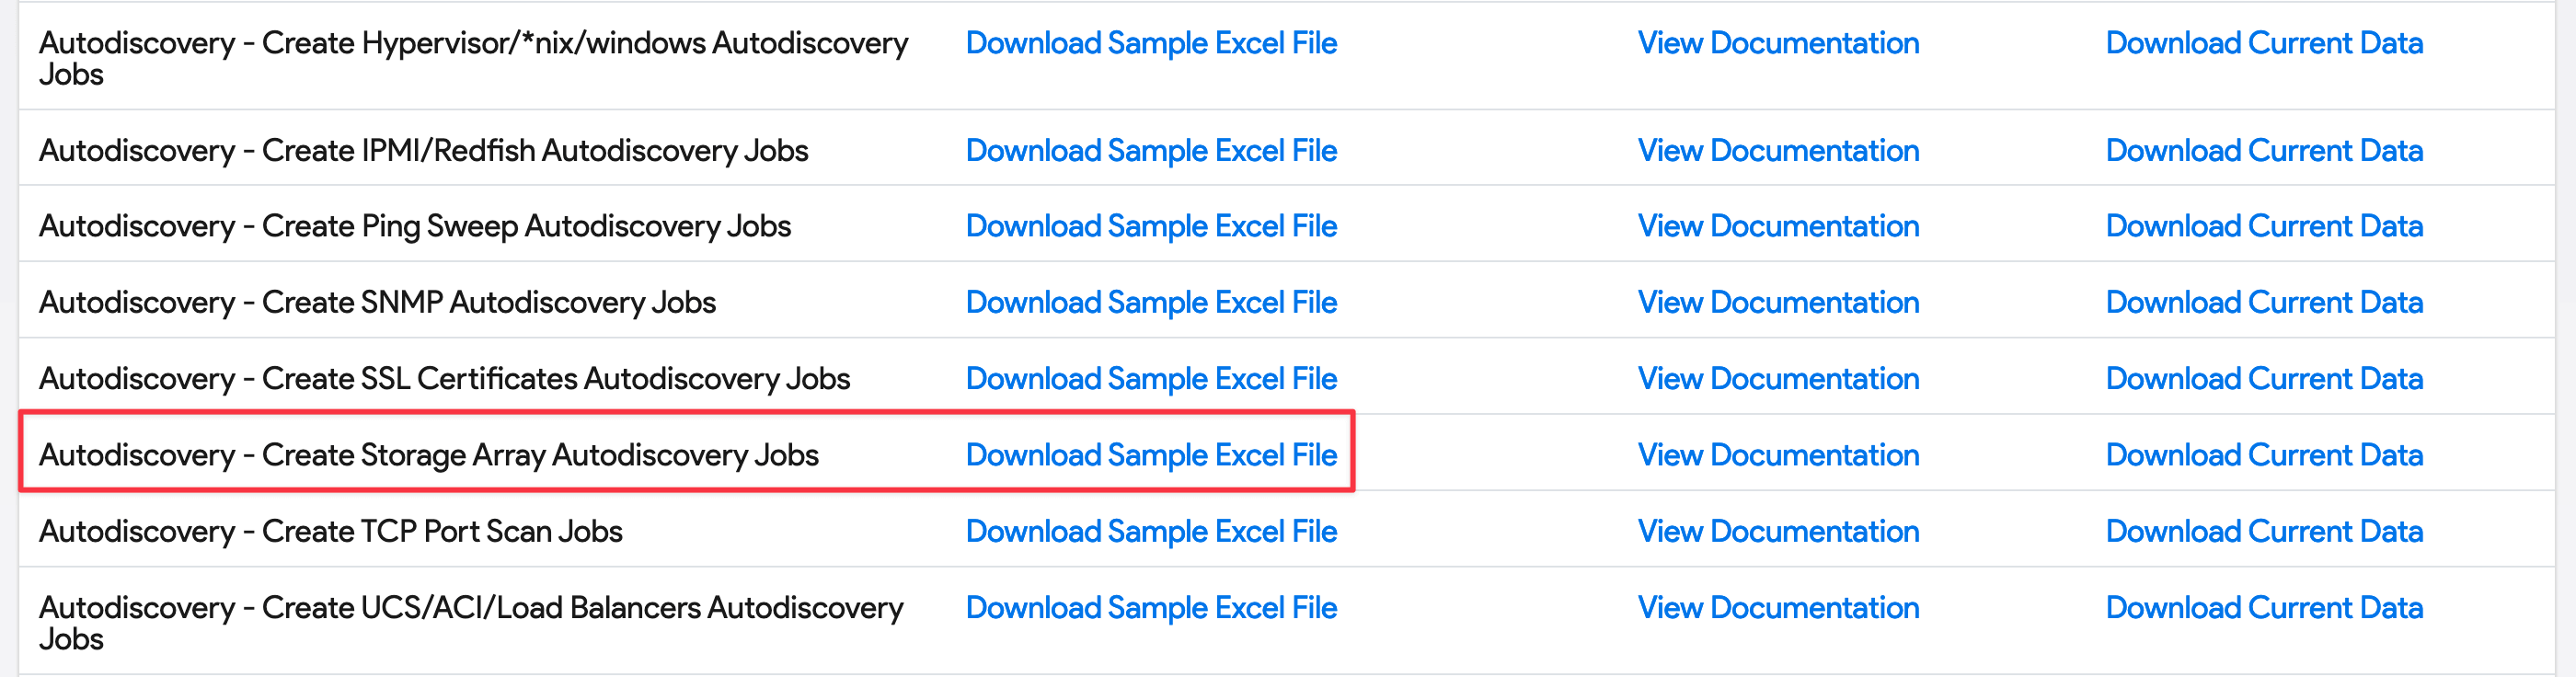 Autodiscovery - Create Hypervisor/*nix/windows Autodiscovery Download Sample Excel File View Documentation Download Current Data
Jobs
Autodiscovery - Create IPMI/Redfish Autodiscovery Jobs Download Sample Excel File View Documentation Download Current Data
Autodiscovery - Create Ping Sweep Autodiscovery Jobs Download Sample Excel File View Documentation Download Current Data
Autodiscovery - Create SNMP Autodiscovery Jobs Download Sample Excel File View Documentation Download Current Data
Autodiscovery - Create SSL Certificates Autodiscovery Jobs Download Sample Excel File View Documentation Download Current Data
Autodiscovery - Create Storage Array Autodiscovery Jobs Download Sample Excel File View Documentation Download Current Data
Autodiscovery - Create TCP Port Scan Jobs Download Sample Excel File View Documentation Download Current Data
Autodiscovery - Create UCS/ACI/Load Balancers Autodiscovery Download Sample Excel File View Documentation Download Current Data
Jobs